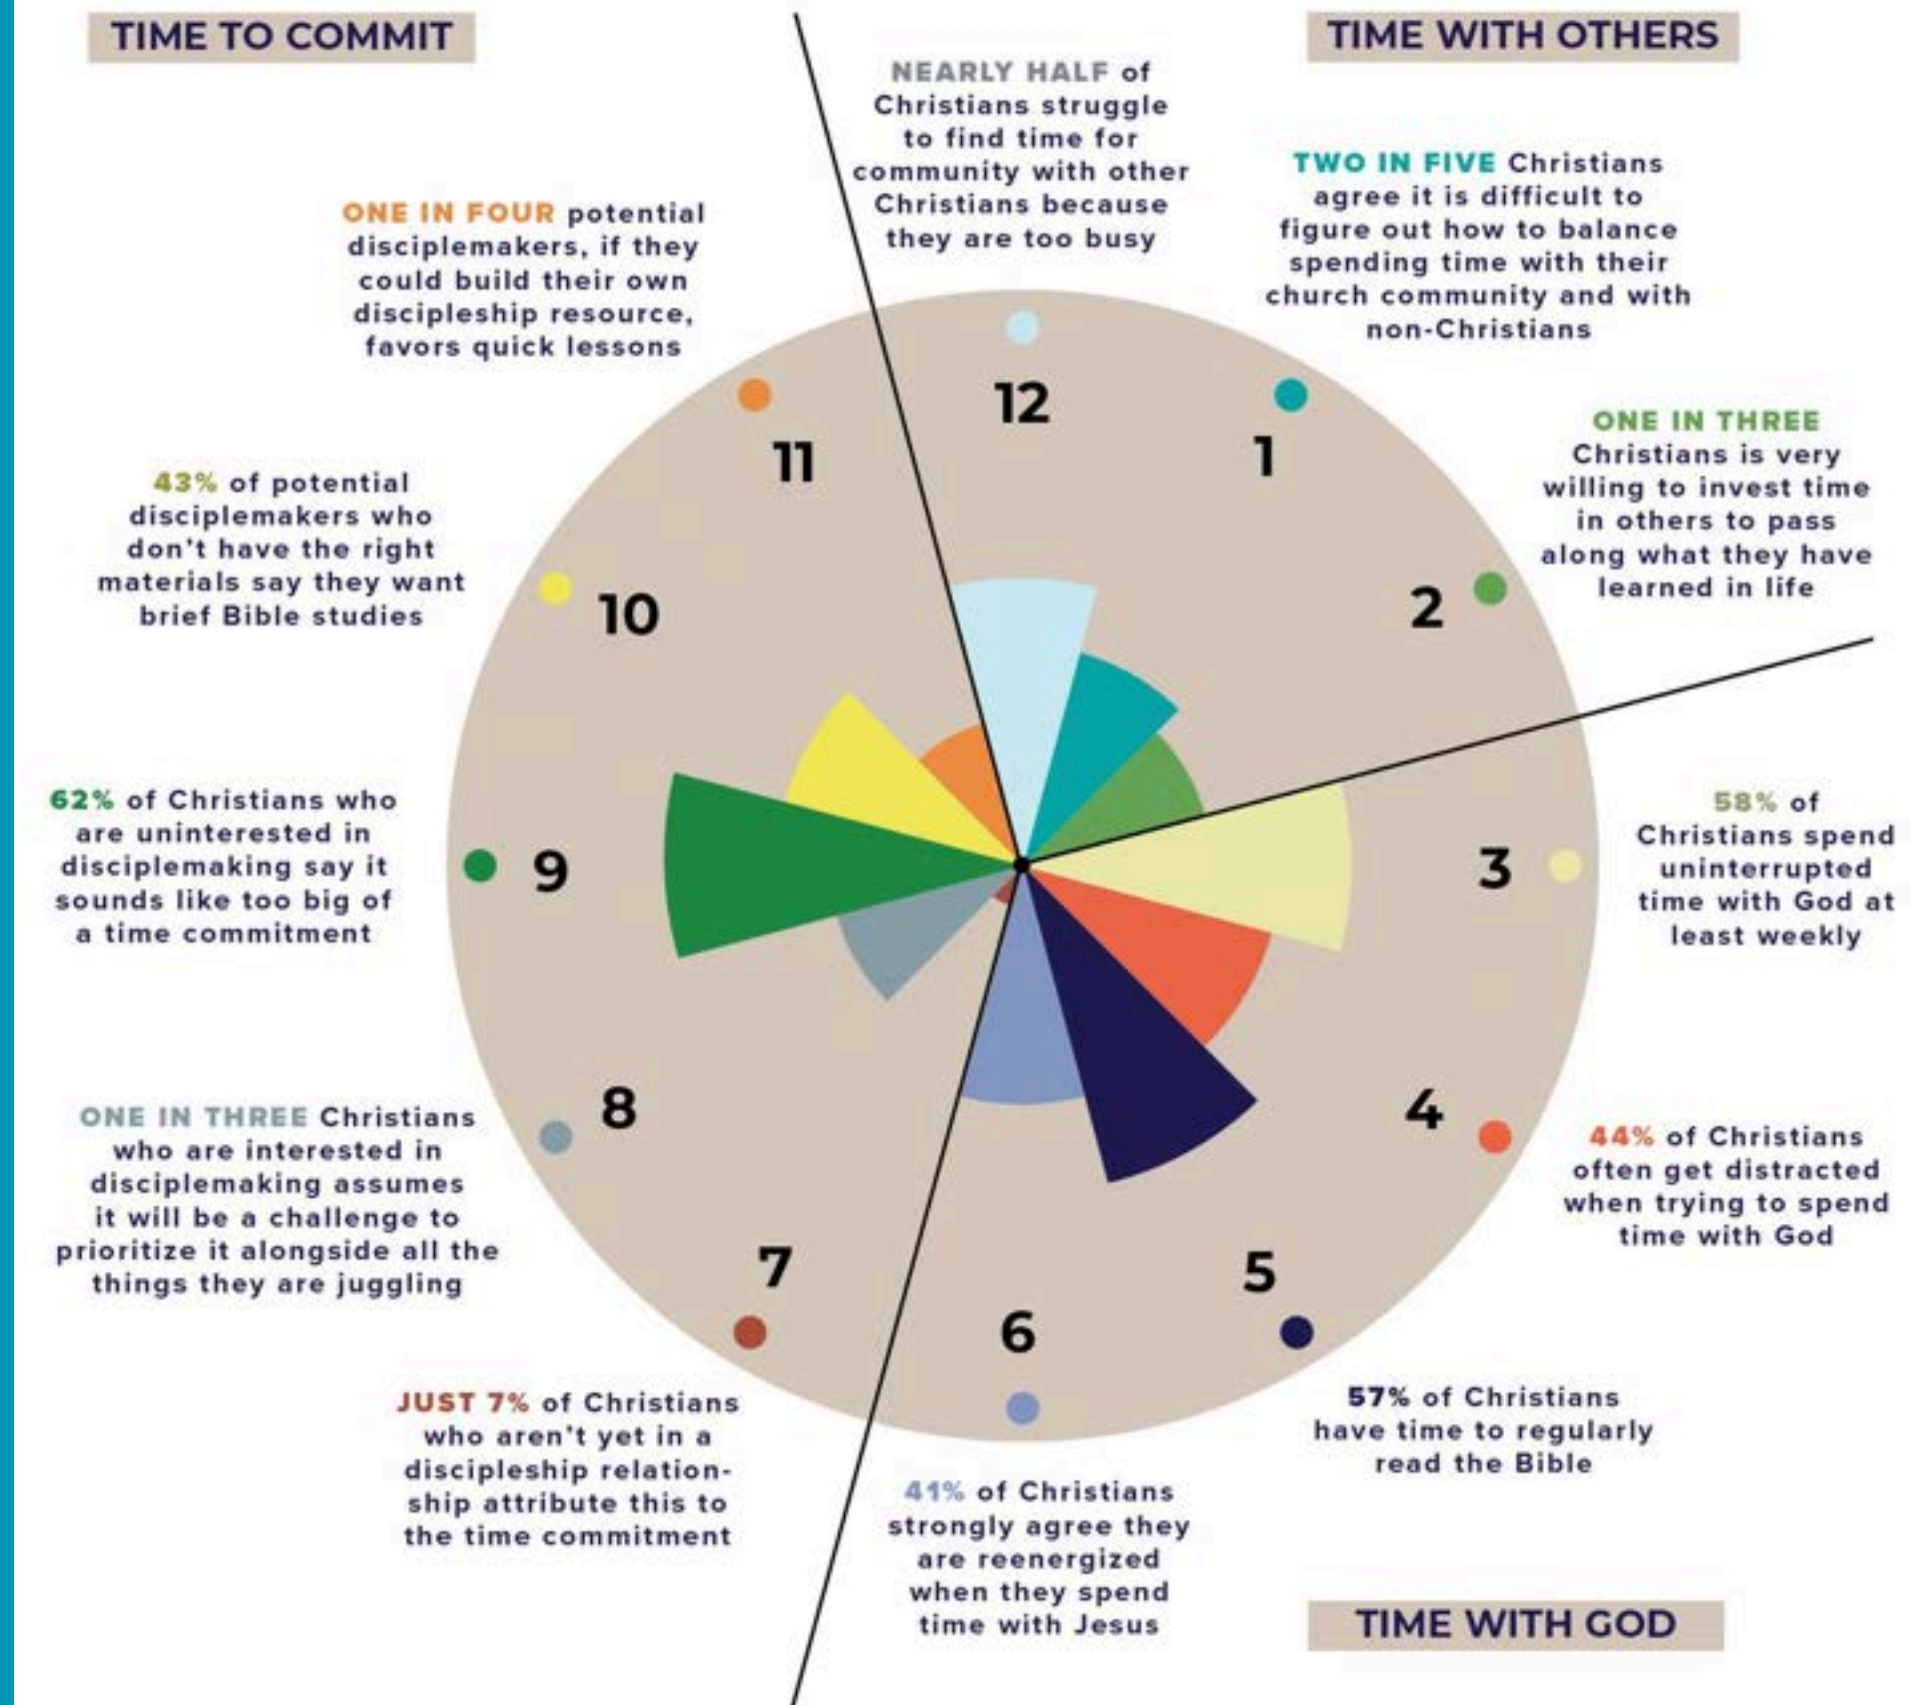 TIME TO COMMIT
TIME WITH OTHERS
NEARLY HALF of
Christians struggle
to find time for
community with other
Christians because
they are too busy
TWO IN FIVE Christians
agree it is difficult to
figure out how to balance
spending time with their
church community and with
non-Christians
ONE IN THREE
Christians is very
willing to invest time
in others to pass
along what they have
learned in life
58% of
Christians spend
uninterrupted
time with God at
least weekly
44% of Christians
often get distracted
when trying to spend
time with God
57% of Christians
have time to regularly
read the Bible
41% of Christians
strongly agree they
are reenergized
when they spend
time with Jesus
JUST 7% of Christians
who aren't yet in a
discipleship relation-
ship attribute this to
the time commitment
ONE IN THREE Christians
who are interested in
disciplemaking assumes
it will be a challenge to
prioritize it alongside all the
things they are juggling
62% of Christians who
are uninterested in
disciplemaking say it
sounds like too big of
a time commitment
43% of potential
disciplemakers who
don't have the right
materials say they want
brief Bible studies
ONE IN FOUR potential
disciplemakers, if they
could build their own
discipleship resource,
favors quick lessons
12
1
2
3
4
5
6
7
8
9
10
11
TIME WITH GOD